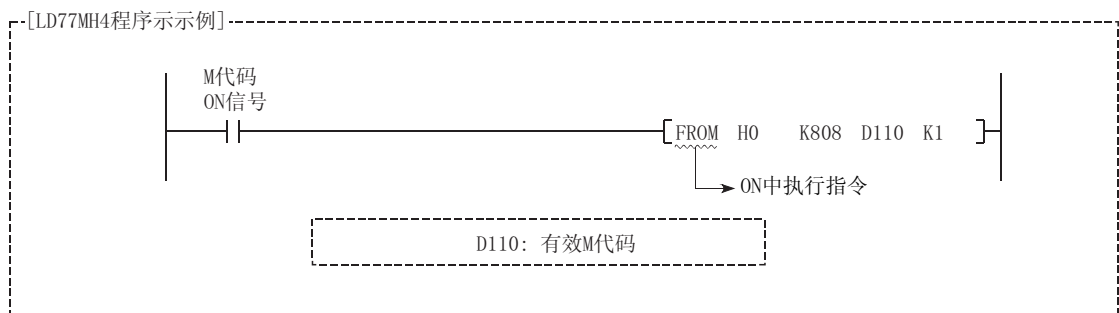 [LD77MH4程序示示例]
M代码
ON信号
FROM H0 K808 D110 K1
ON中执行指令
D110: 有效M代码